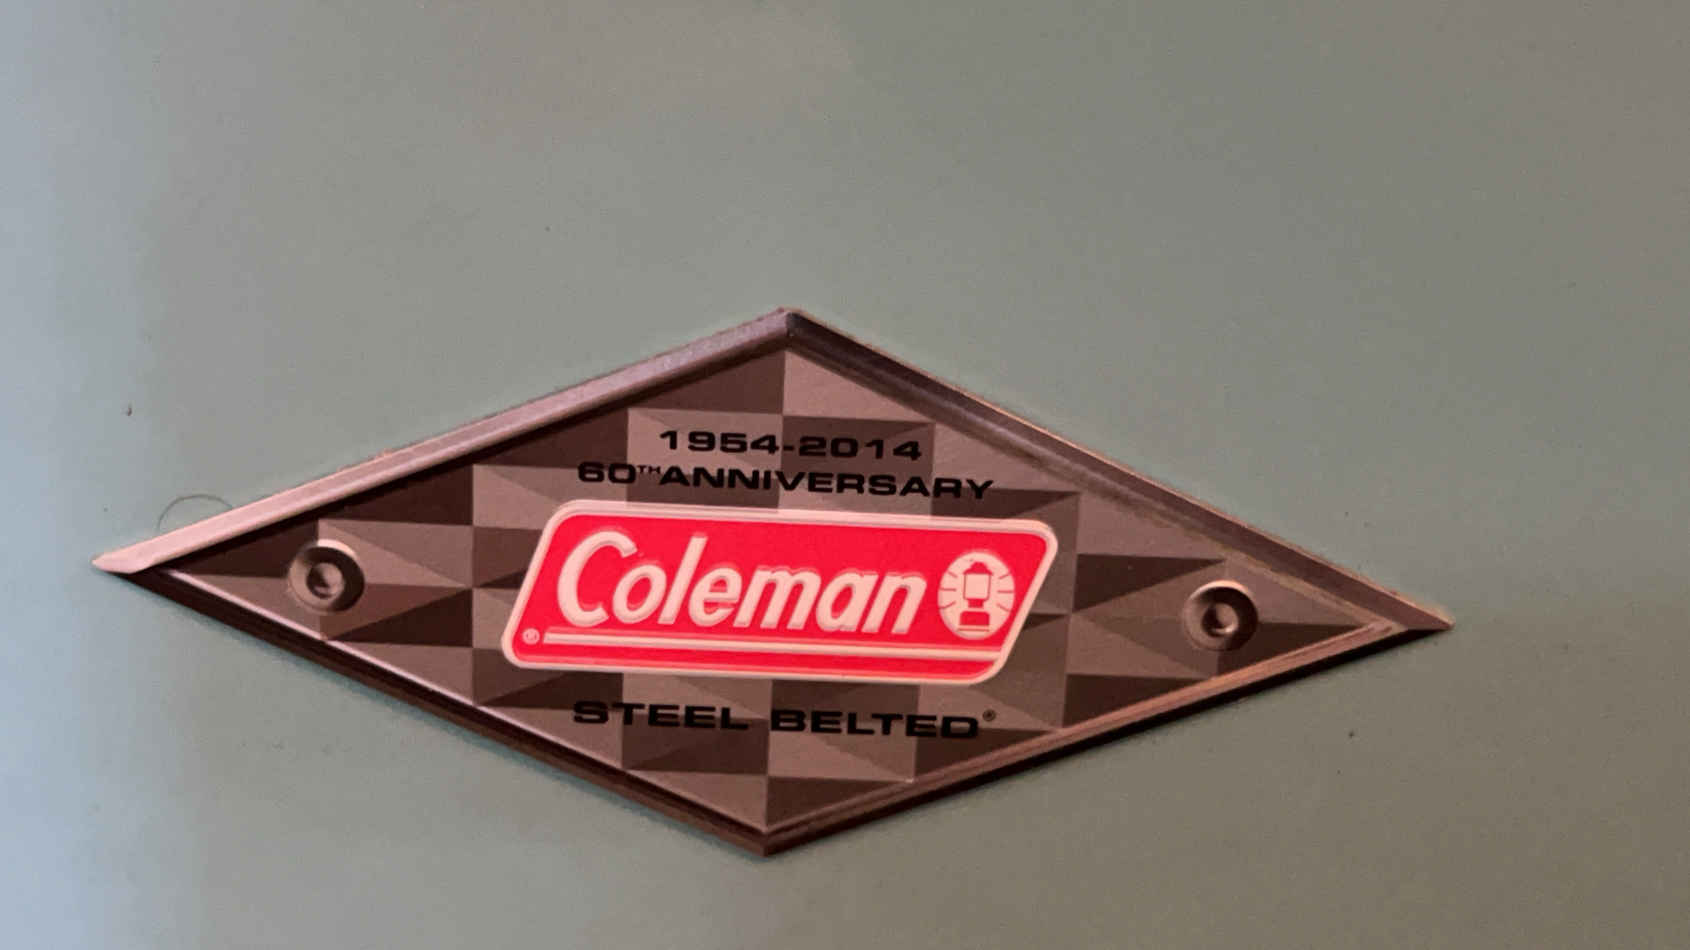 1954-2014
60TH ANNIVERSARY
Coleman
®
STEEL BELTED®